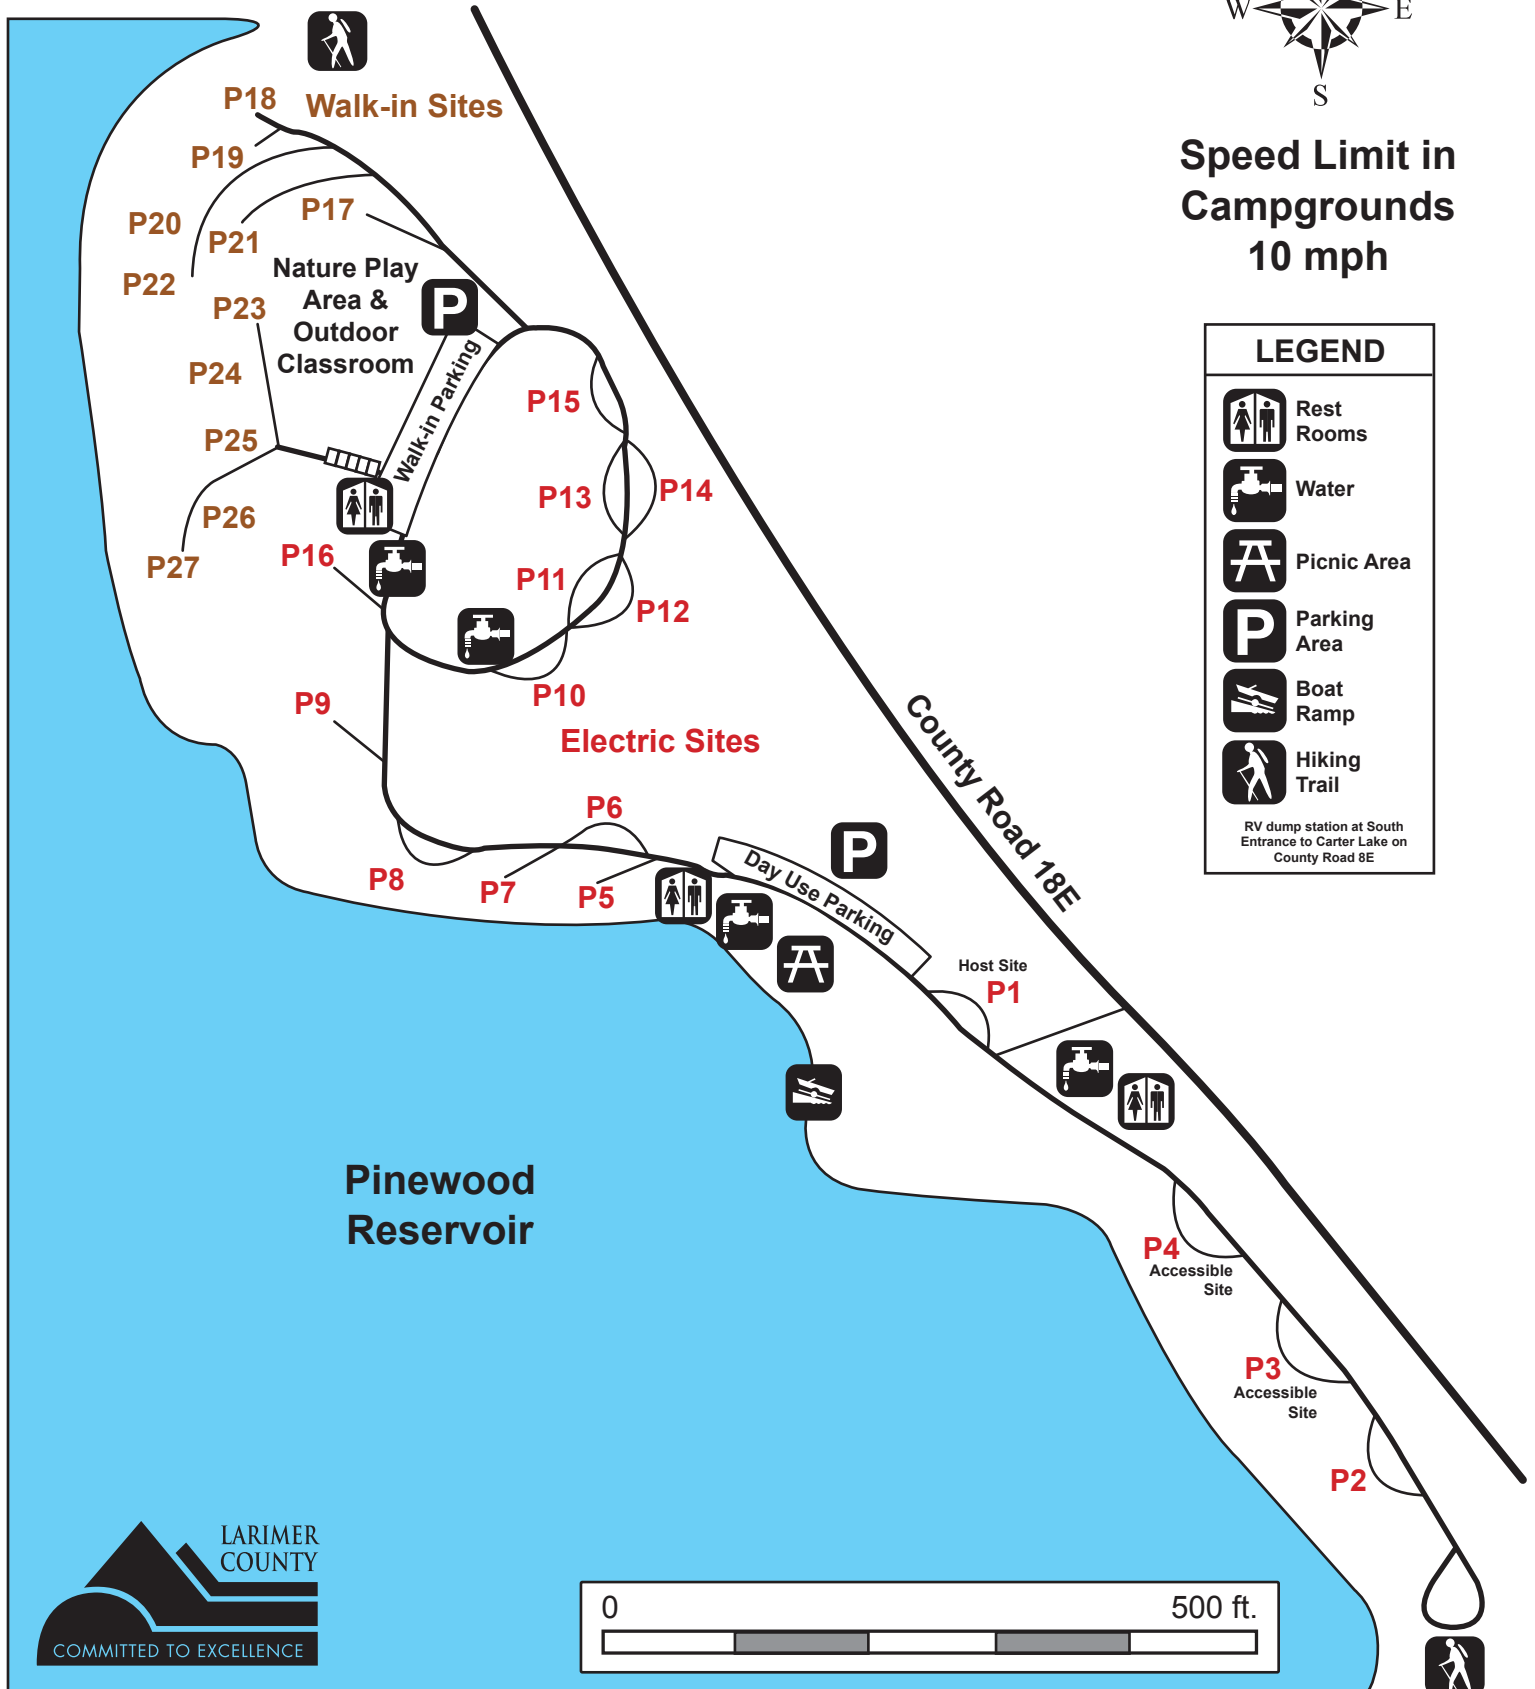 W E
S
Speed Limit in
Campgrounds
10 mph
P18
Walk-in Sites
P19
P20
P17
P21
P22
Nature Play
Area &
Outdoor
Classroom
P
P23
P24
P25
P26
P27
Walk-in Parking
P15
P13
P14
P16
P11
P12
P10
P9
Electric Sites
County Road 18E
P6
P8
P7
P5
P
Day Use Parking
Host Site
P1
LEGEND
Rest
Rooms
Water
Picnic Area
P
Parking
Area
Boat
Ramp
Hiking
Trail
RV dump station at South
Entrance to Carter Lake on
County Road 8E
Pinewood
Reservoir
P4
Accessible
Site
P3
Accessible
Site
P2
LARIMER
COUNTY
COMMITTED TO EXCELLENCE
0 500 ft.